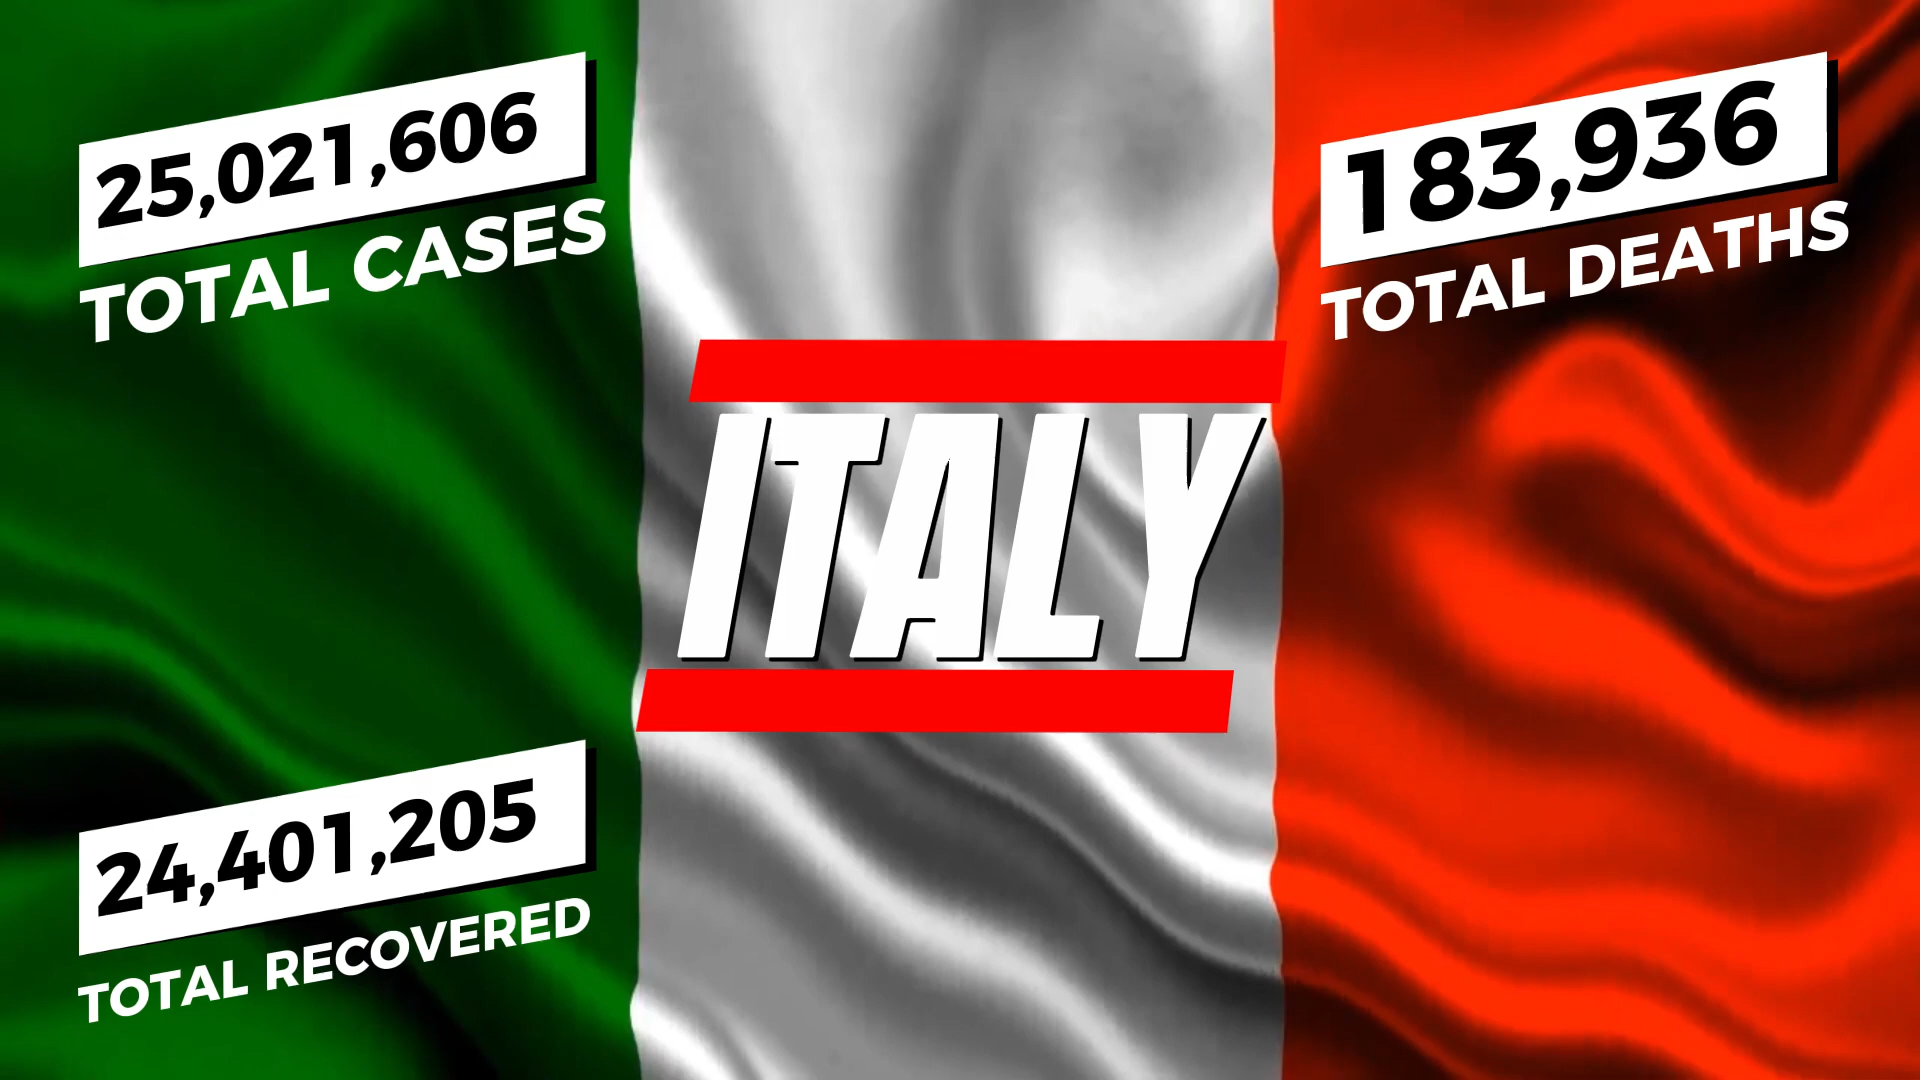 25,021,606
TOTAL CASES
183,936
TOTAL DEATHS
ITALY
24,401,205
TOTAL RECOVERED